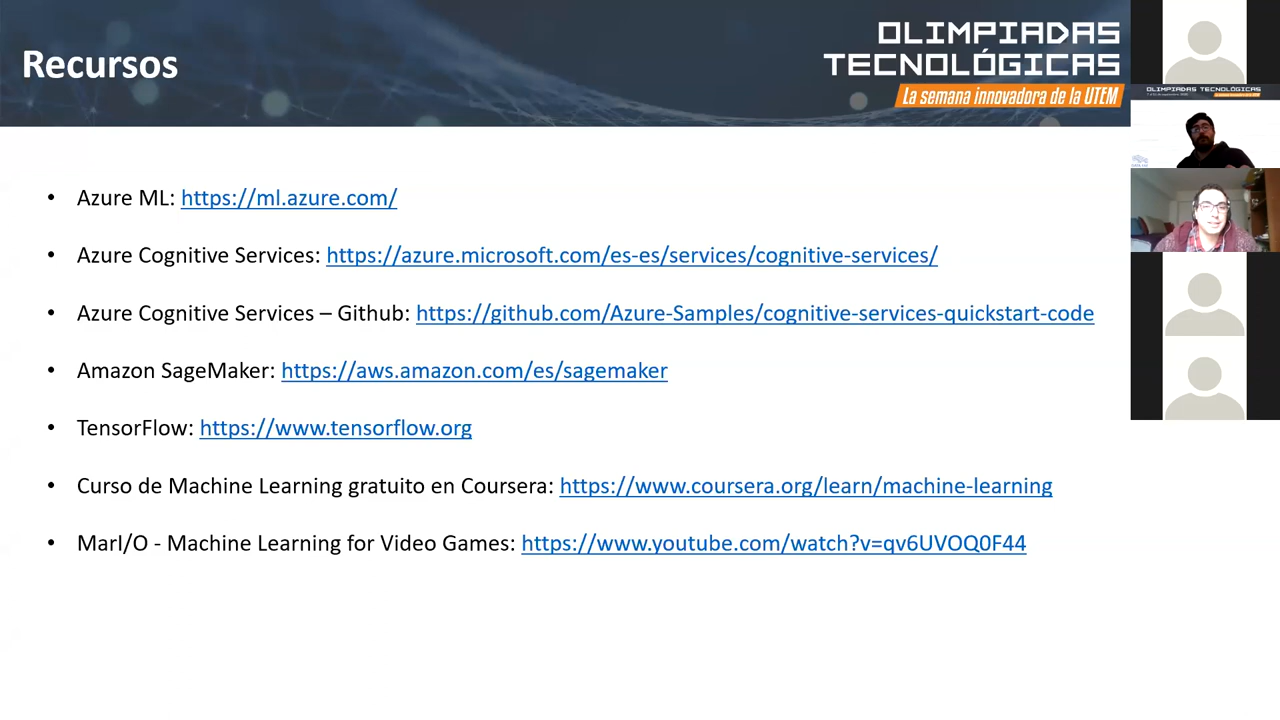 Recursos
OLIMPIADAS
TECNOLÓGICAS
La semana innovadora de la UTEM
OLIMPIADAS TECNOLÓGICAS
• Azure ML: https://ml.azure.com/
• Azure Cognitive Services: https://azure.microsoft.com/es-es/services/cognitive-services/
• Azure Cognitive Services – Github: https://github.com/Azure-Samples/cognitive-services-quickstart-code
• Amazon SageMaker: https://aws.amazon.com/es/sagemaker
• TensorFlow: https://www.tensorflow.org
• Curso de Machine Learning gratuito en Coursera: https://www.coursera.org/learn/machine-learning
• MarI/O - Machine Learning for Video Games: https://www.youtube.com/watch?v=qv6UVOQ0F44